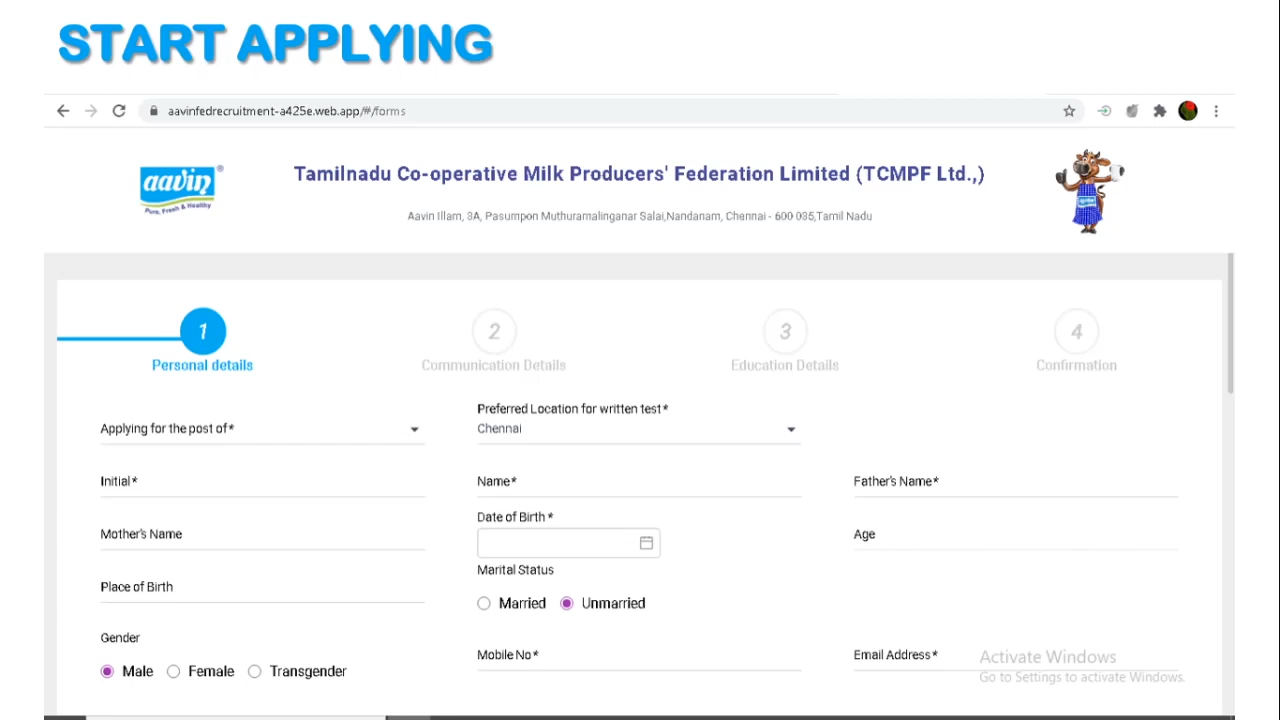 START APPLYING
aavinfedrecruitment-a425e.web.app/#/forms
aavin
Pure, Fresh & Healthy
Tamilnadu Co-operative Milk Producers' Federation Limited (TCMPF Ltd.,)
Aavin Illam, 3A, Pasumpon Muthuramalinganar Salai,Nandanam, Chennai - 600 035,Tamil Nadu
1 2 3 4
Personal details Communication Details Education Details Confirmation
Preferred Location for written test*
Applying for the post of* Chennai
Initial* Name* Father's Name*
Date of Birth *
Mother's Name Age
Marital Status
Place of Birth
Married Unmarried
Gender
Mobile No* Email Address*
Activate Windows
Male Female Transgender
Go to Settings to activate Windows.